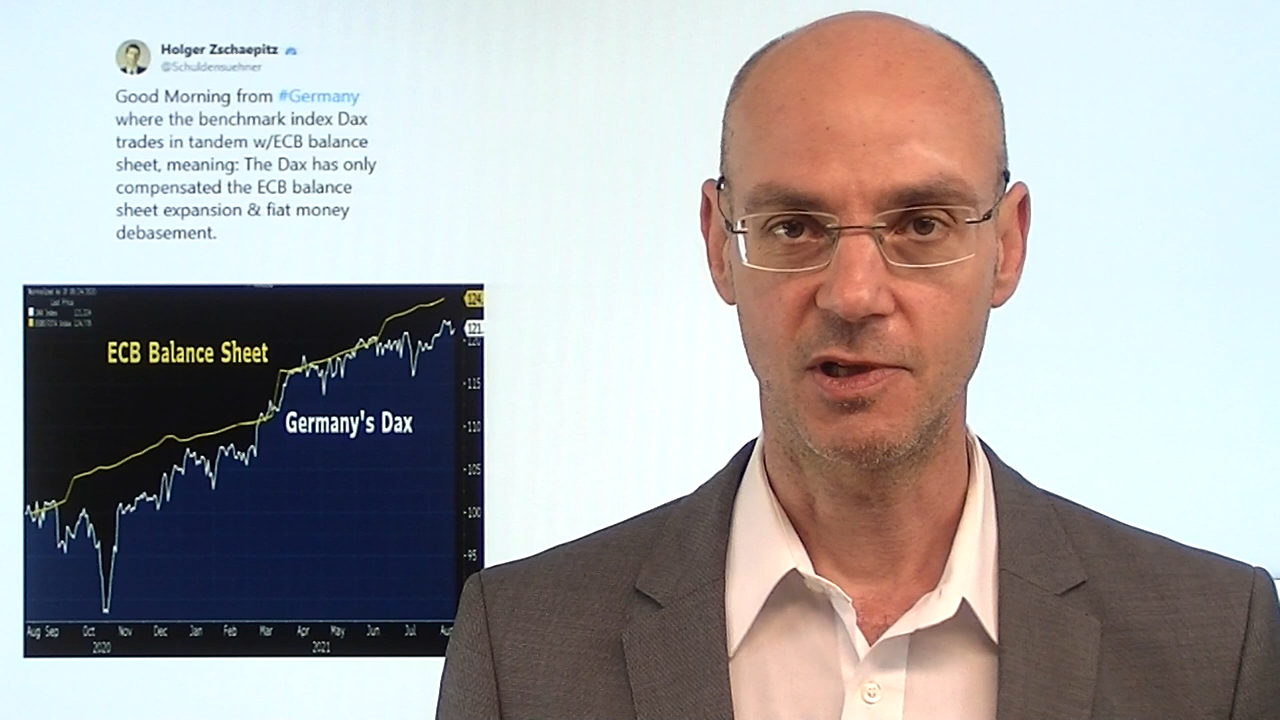 Holger Zschaepitz
@Schuldensuehner
Good Morning from #Germany
where the benchmark index Dax
trades in tandem w/ECB balance
sheet, meaning: The Dax has only
compensated the ECB balance
sheet expansion & fiat money
debasement.
Last Price
ECB Balance Sheet
Germany's Dax
124.
121.
120
115
110
105
100
95
Aug Sep Oct Nov Dec Jan Feb Mar Apr May Jun Jul
2020 2021